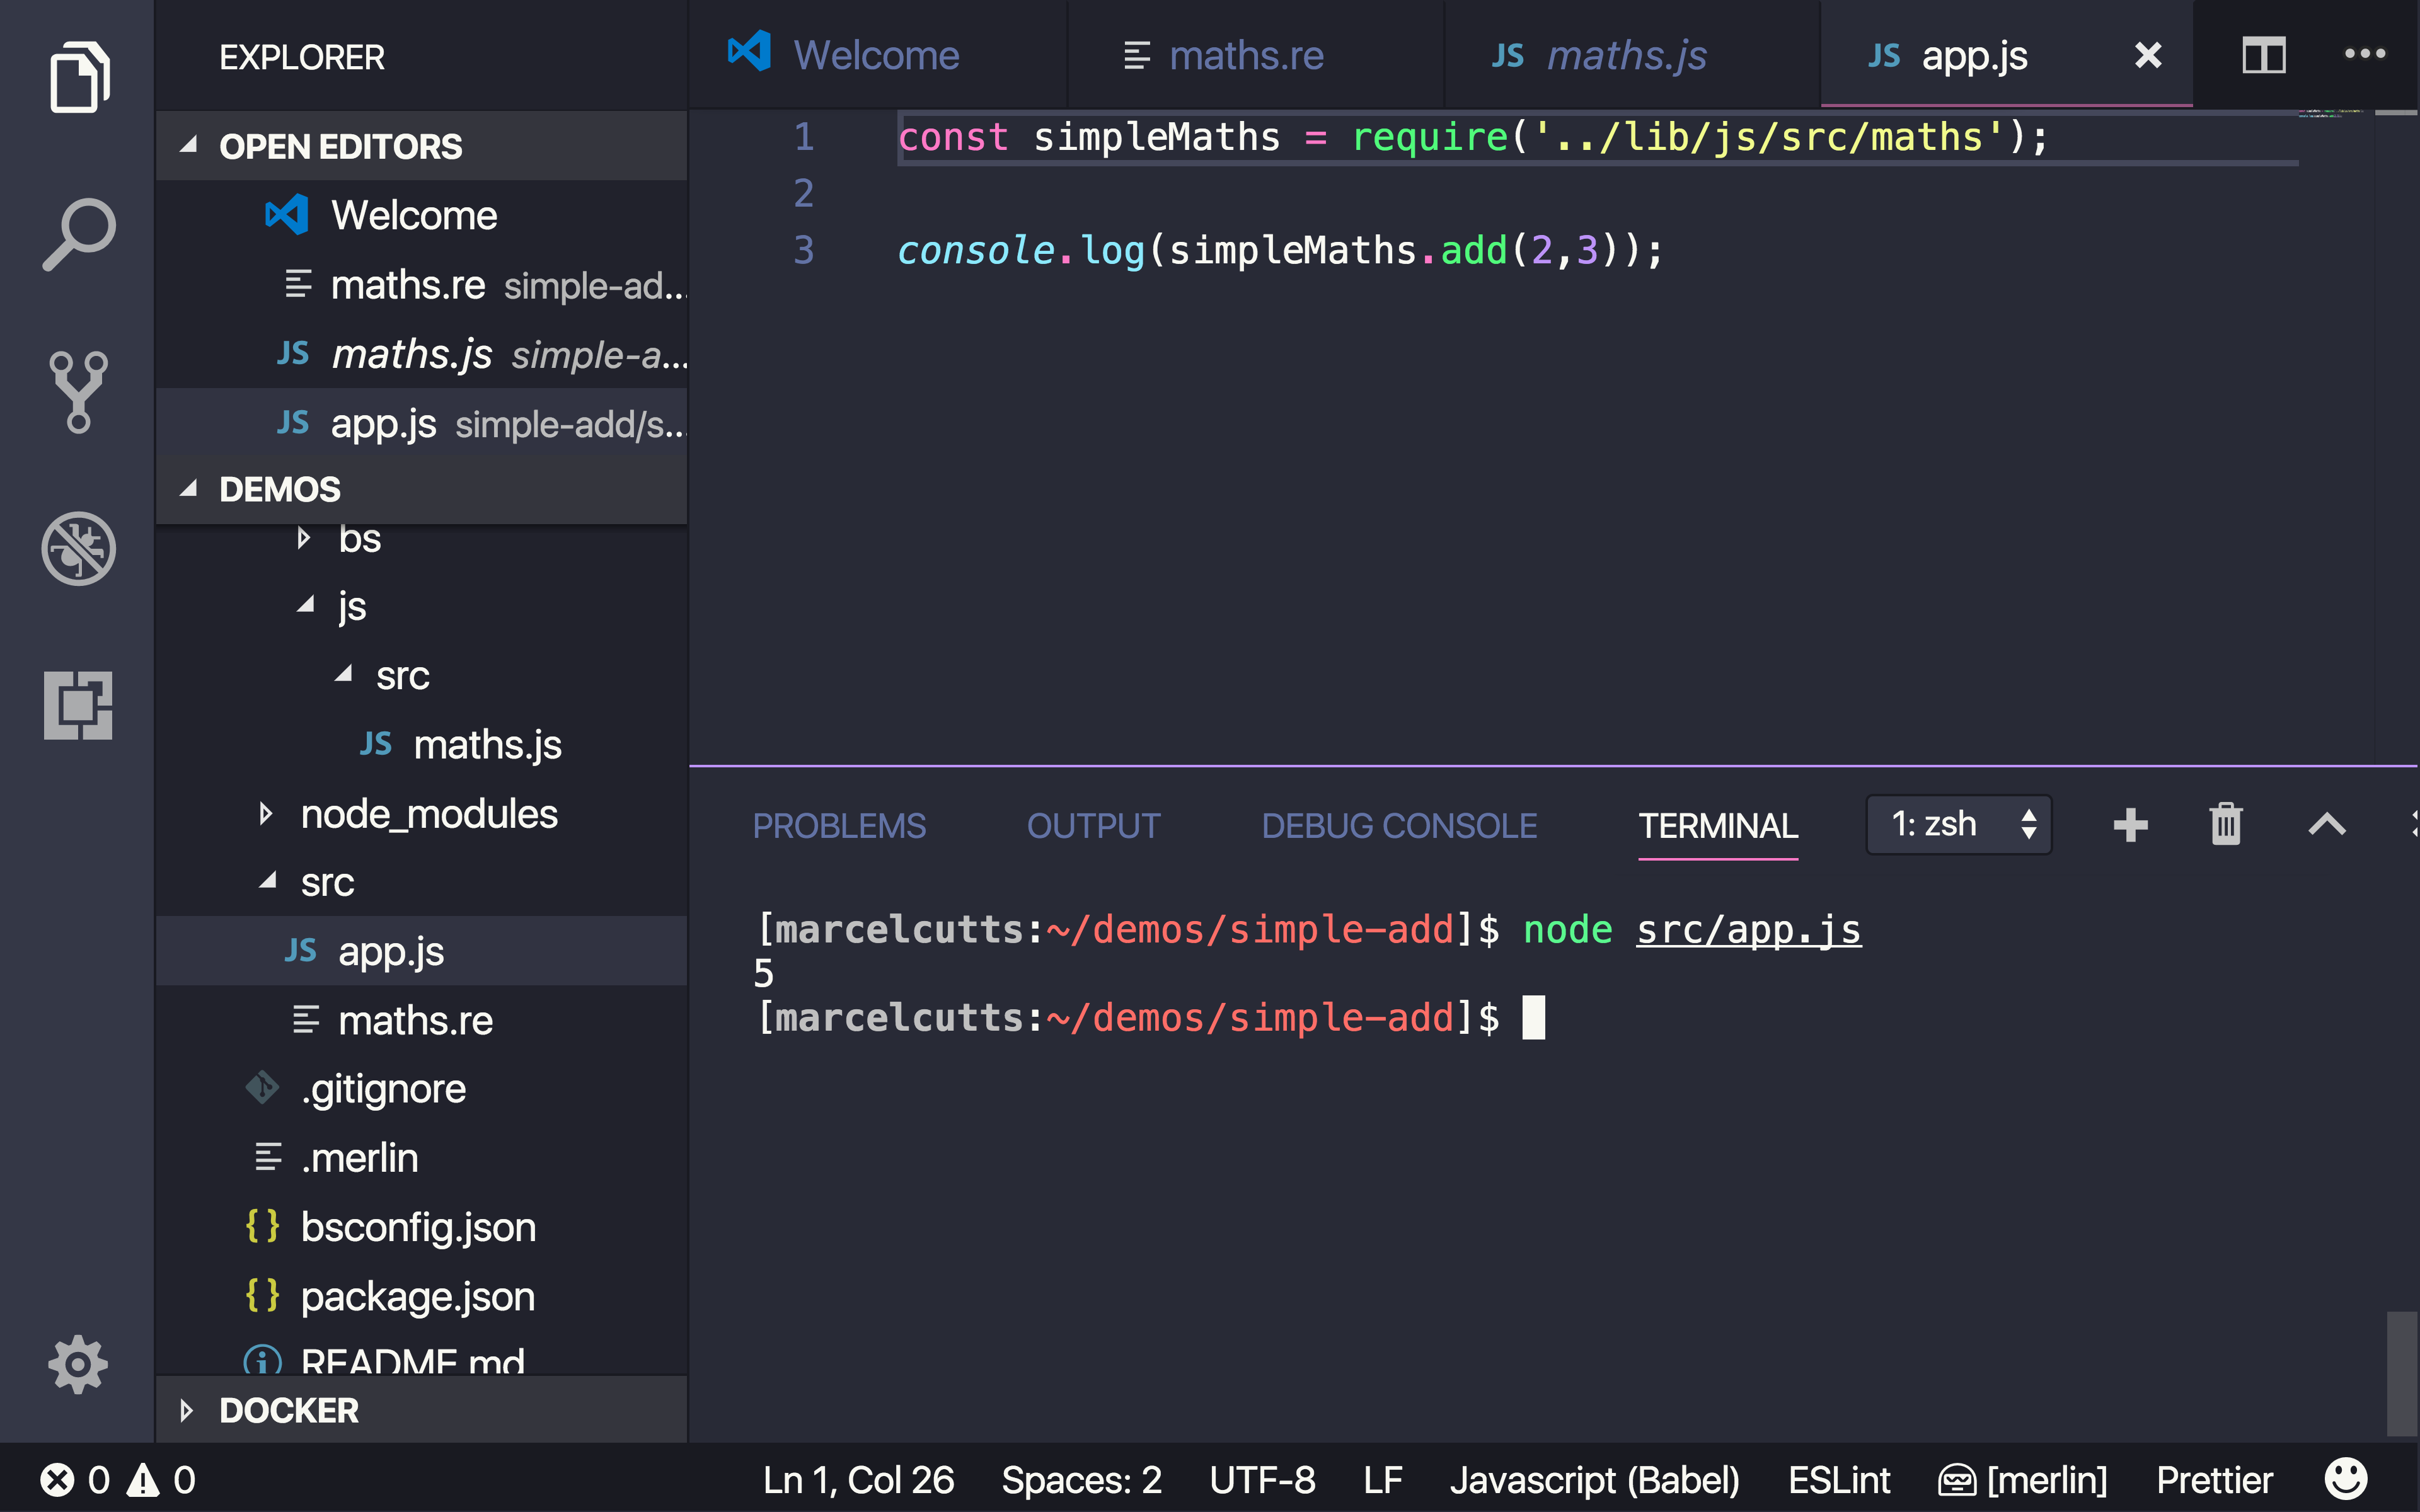 EXPLORER
OPEN EDITORS
Welcome
maths.re simple-ad...
JS maths.js simple-a...
JS app.js simple-add/s...
DEMOS
bs
js
src
JS maths.js
node_modules
src
JS app.js
maths.re
.gitignore
.merlin
{} bsconfig.json
{} package.json
README.md
DOCKER
Welcome
maths.re
JS maths.js
JS app.js
1 const simpleMaths = require('../lib/js/src/maths');
2
3 console.log(simpleMaths.add(2,3));
PROBLEMS OUTPUT DEBUG CONSOLE TERMINAL 1: zsh
[marcelcutts:~/demos/simple-add]$ node src/app.js
5
[marcelcutts:~/demos/simple-add]$
0 0 Ln 1, Col 26 Spaces: 2 UTF-8 LF Javascript (Babel) ESLint [merlin] Prettier